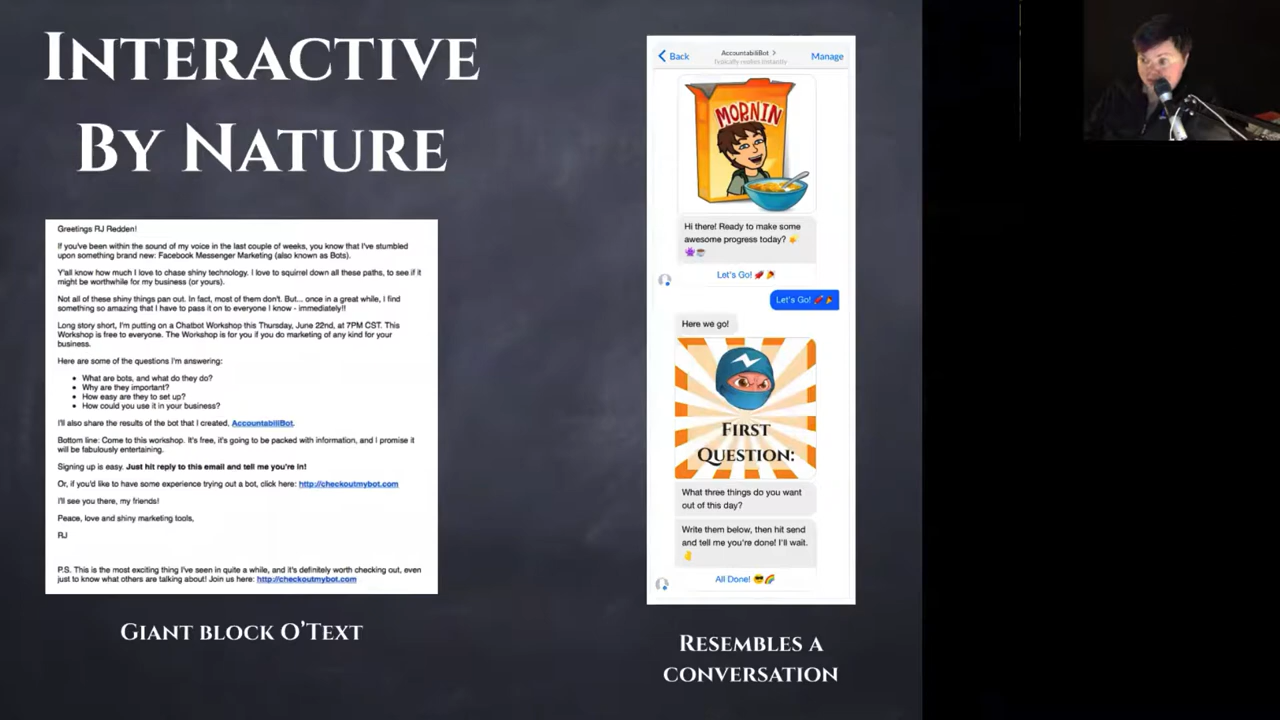 INTERACTIVE
BY NATURE
Greetings RJ Redden!
If you've been within the sound of my voice in the last couple of weeks, you know that I've stumbled
upon something brand new: Facebook Messenger Marketing (also known as Bots).
Y'all know how much I love to chase shiny technology. I love to squirrel down all these paths, to see if it
might be worthwhile for my business (or yours).
Not all of these shiny things pan out. In fact, most of them don't. But... once in a great while, I find
something so amazing that I have to pass it on to everyone I know - immediately!!
Long story short, I'm putting on a Chatbot Workshop this Thursday, June 22nd, at 7PM CST. This
Workshop is free to everyone. The Workshop is for you if you do marketing of any kind for your
business.
Here are some of the questions I'm answering:
• What are bots, and what do they do?
• Why are they important?
• How easy are they to set up?
• How could you use it in your business?
I'll also share the results of the bot that I created, AccountabiliBot.
Bottom line: Come to this workshop. It's free, it's going to be packed with information, and I promise it
will be fabulously entertaining.
Signing up is easy. Just hit reply to this email and tell me you're in!
Or, if you'd like to have some experience trying out a bot, click here: http://checkoutmybot.com
I'll see you there, my friends!
Peace, love and shiny marketing tools,
RJ
P.S. This is the most exciting thing I've seen in quite a while, and it's definitely worth checking out, even
just to know what others are talking about! Join us here: http://checkoutmybot.com
GIANT BLOCK O'TEXT
Back
AccountabiliBot >
Typically replies instantly
Manage
MORNIN
Hi there! Ready to make some
awesome progress today? 💥
👾☕
Let's Go! 🚀🎉
Let's Go! 🚀🎉
Here we go!
FIRST
QUESTION:
What three things do you want
out of this day?
Write them below, then hit send
and tell me you're done! I'll wait.
All Done! 😎🌈
RESEMBLES A
CONVERSATION